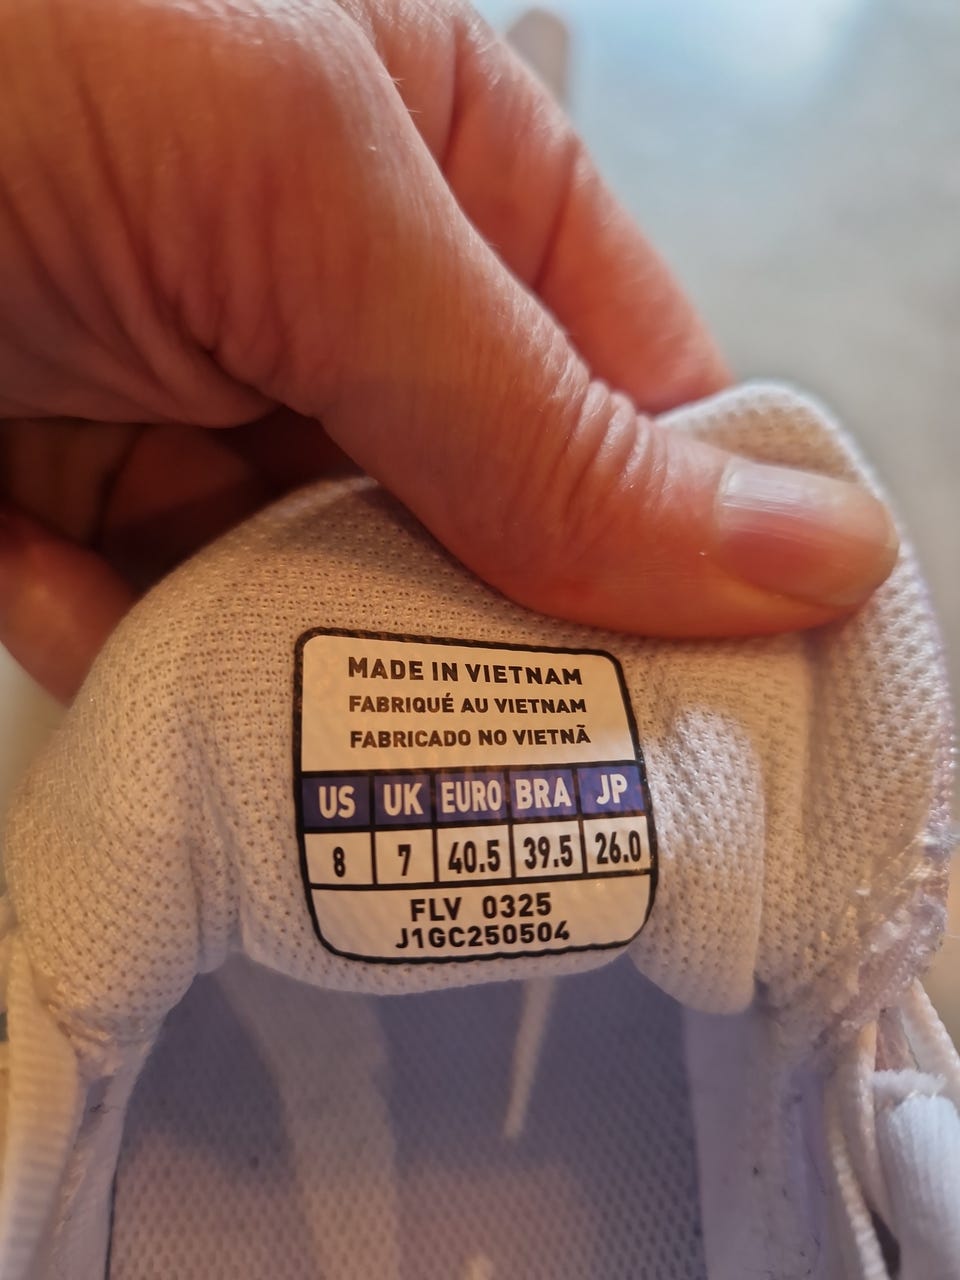 MADE IN VIETNAM
FABRIQUÉ AU VIETNAM
FABRICADO NO VIETNÃ
US UK EURO BRA JP
8 7 40.5 39.5 26.0
FLV 0325
J1GC250504